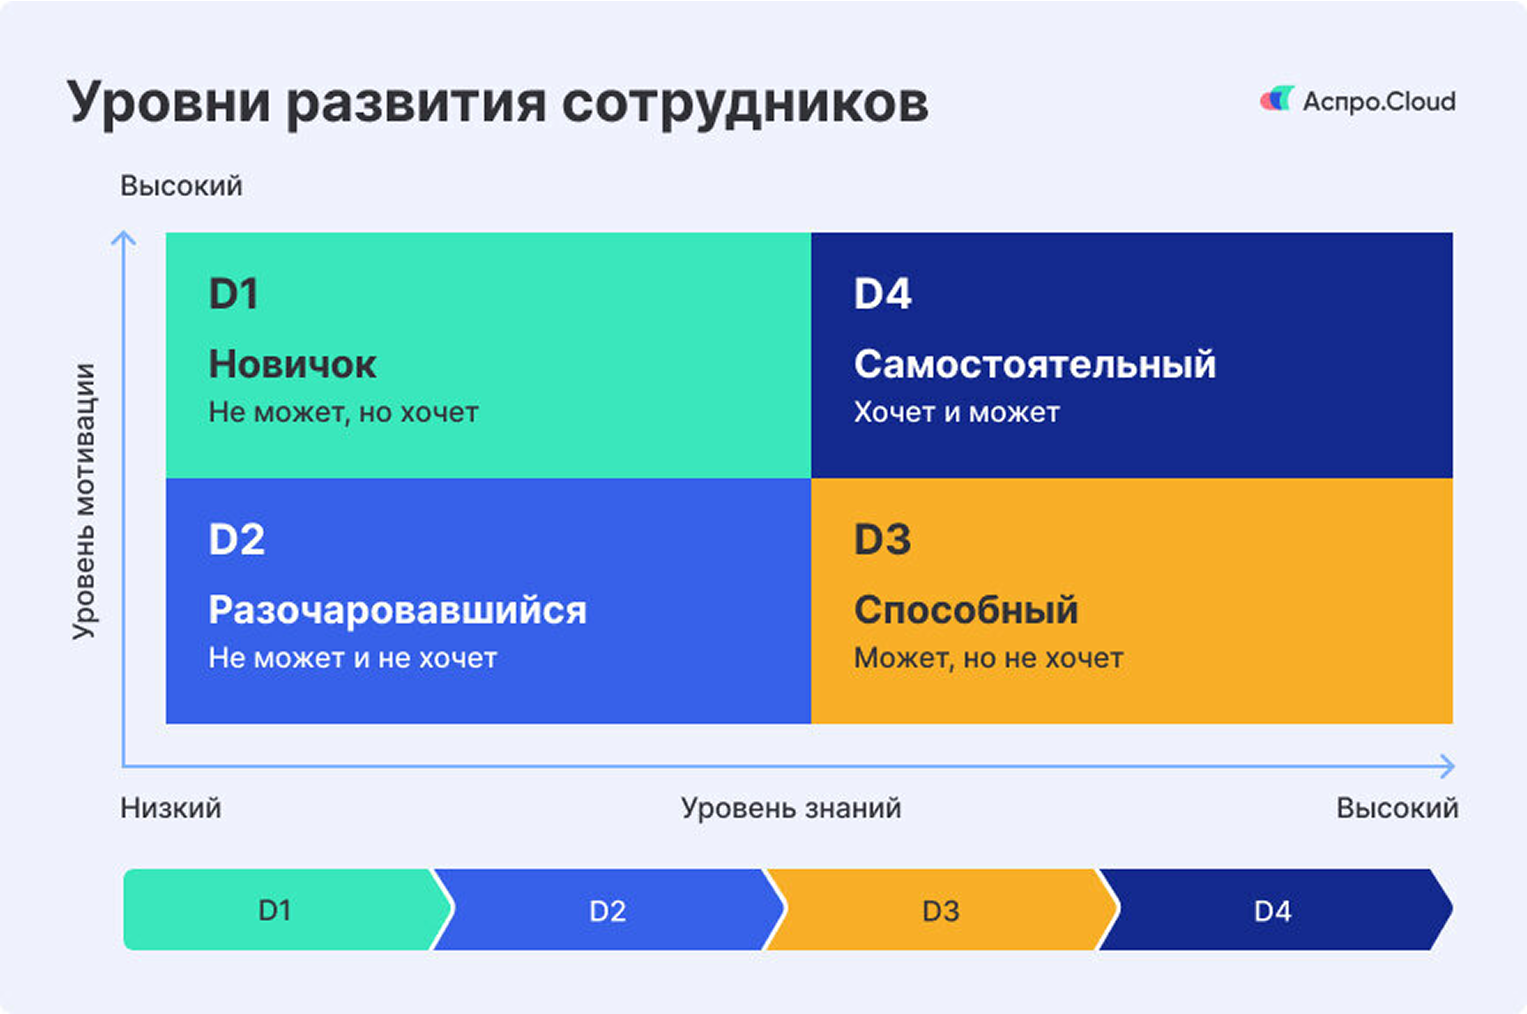 Уровни развития сотрудников
Аспро.Cloud
Высокий
Уровень мотивации
D1
Новичок
Не может, но хочет
D4
Самостоятельный
Хочет и может
D2
Разочаровавшийся
Не может и не хочет
D3
Способный
Может, но не хочет
Низкий
Уровень знаний
Высокий
D1
D2
D3
D4